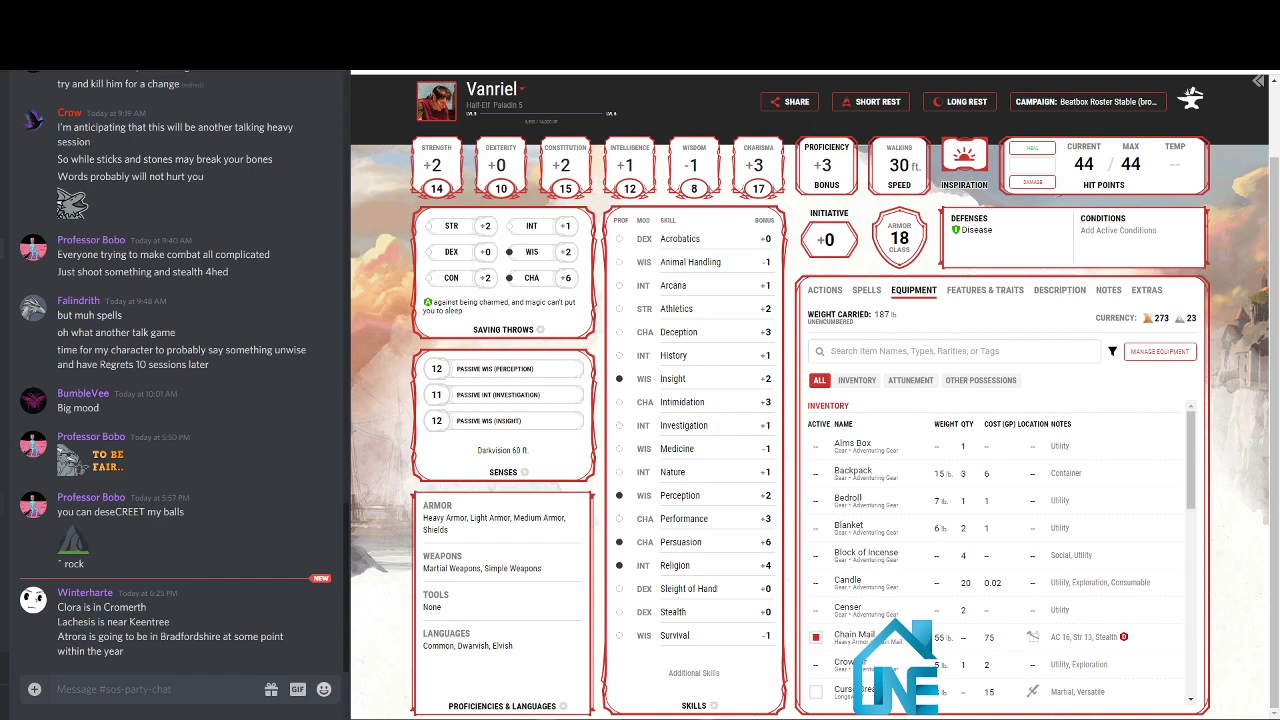 try and kill him for a change (edited)
Crow Today at 9:19 AM
I'm anticipating that this will be another talking heavy
session
So while sticks and stones may break your bones
Words probably will not hurt you
Professor Bobo Today at 9:40 AM
Everyone trying to make combat all complicated
Just shoot something and stealth 4hed
Falindrith Today at 9:48 AM
but muh spells
oh what another talk game
time for my character to probably say something unwise
and have Regrets 10 sessions later
BumbleVee Today at 10:01 AM
Big mood
Professor Bobo Today at 5:50 PM
TO BE
FAIR..
Professor Bobo Today at 5:57 PM
you can deseCREET my balls
ˆ rock
NEW
Winterharte Today at 6:25 PM
Clora is in Cromerth
Lachesis is near Keentree
Atrora is going to be in Bradfordshire at some point
within the year
Message #sos-party-chat
GIF
Vanriel
Half-Elf Paladin 5
LVL 5
LVL 6
SHARE
SHORT REST
LONG REST
CAMPAIGN: Beatbox Roster Stable (bro...
STRENGTH
+2
14
DEXTERITY
+0
10
CONSTITUTION
+2
15
INTELLIGENCE
+1
12
WISDOM
-1
8
CHARISMA
+3
17
PROFICIENCY
+3
BONUS
WALKING
30 ft.
SPEED
INSPIRATION
HEAL
DAMAGE
CURRENT MAX TEMP
44 / 44 --
HIT POINTS
STR +2 INT +1
DEX +0 WIS +2
CON +2 CHA +6
A against being charmed, and magic can't put
you to sleep
SAVING THROWS
12 PASSIVE WIS (PERCEPTION)
11 PASSIVE INT (INVESTIGATION)
12 PASSIVE WIS (INSIGHT)
Darkvision 60 ft.
SENSES
ARMOR
Heavy Armor, Light Armor, Medium Armor,
Shields
WEAPONS
Martial Weapons, Simple Weapons
TOOLS
None
LANGUAGES
Common, Dwarvish, Elvish
PROFICIENCIES & LANGUAGES
PROF MOD SKILL BONUS
DEX Acrobatics +0
WIS Animal Handling -1
INT Arcana +1
STR Athletics +2
CHA Deception +3
INT History +1
WIS Insight +2
CHA Intimidation +3
INT Investigation +1
WIS Medicine -1
INT Nature +1
WIS Perception +2
CHA Performance +3
CHA Persuasion +6
INT Religion +4
DEX Sleight of Hand +0
DEX Stealth +0
WIS Survival -1
Additional Skills
SKILLS
INITIATIVE
+0
ARMOR
18
CLASS
DEFENSES
Disease
CONDITIONS
Add Active Conditions
ACTIONS SPELLS EQUIPMENT FEATURES & TRAITS DESCRIPTION NOTES EXTRAS
WEIGHT CARRIED: 187 lb.
UNENCUMBERED
CURRENCY: 273 23
Search Item Names, Types, Rarities, or Tags
MANAGE EQUIPMENT
ALL INVENTORY ATTUNEMENT OTHER POSSESSIONS
INVENTORY
ACTIVE NAME WEIGHT QTY COST (GP) LOCATION NOTES
-- Alms Box -- 1 -- -- Utility
Gear • Adventuring Gear
-- Backpack 15 lb. 3 6 -- Container
Gear • Adventuring Gear
-- Bedroll 7 lb. 1 1 -- Utility
Gear • Adventuring Gear
-- Blanket 6 lb. 2 1 -- Utility
Gear • Adventuring Gear
-- Block of Incense -- 4 -- -- Social, Utility
Gear • Adventuring Gear
-- Candle -- 20 0.02 -- Utility, Exploration, Consumable
Gear • Adventuring Gear
-- Censer -- 2 -- -- Utility
Gear • Adventuring Gear
Chain Mail 55 lb. -- 75 AC 16, Str 13, Stealth D
-- 5 lb. 1 2 -- Utility, Exploration
-- 15 Martial, Versatile
UNE